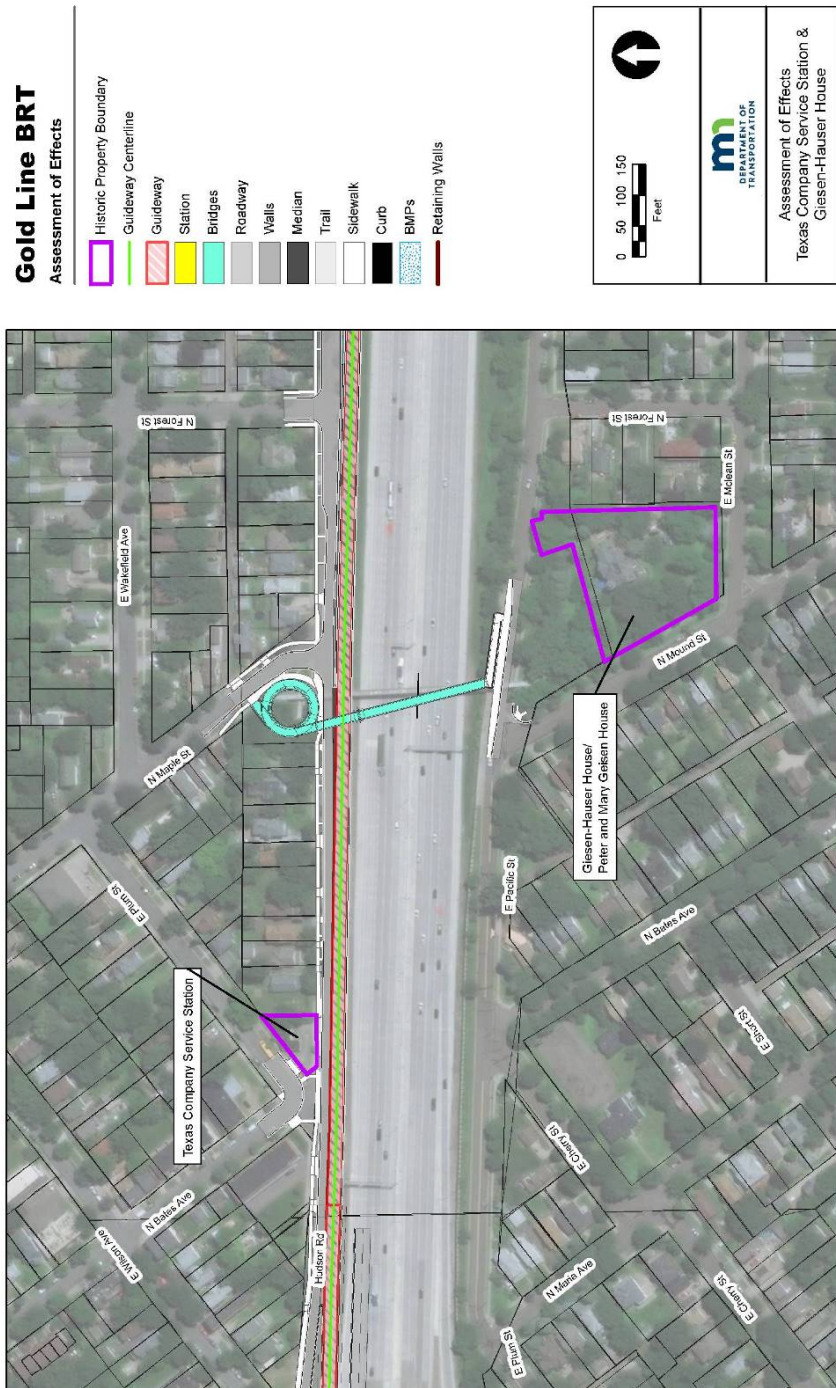 Gold Line BRT
Assessment of Effects
Historic Property Boundary
Guideway Centerline
Guideway
Station
Bridges
Roadway
Walls
Median
Trail
Sidewalk
Curb
BMPs
Retaining Walls
0 50 100 150
Feet
DEPARTMENT OF
TRANSPORTATION
Assessment of Effects
Texas Company Service Station &
Giesen-Hauser House
E Wilson Ave
N Bates Ave
Texas Company Service Station
E Plum St
N Maple St
E Wakefield Ave
N Forest St
Hudson Rd
E Plum St
N Marie Ave
E Cherry St
E Cherry St
E Short St
N Bates Ave
E Pacific St
Giesen-Hauser House/
Peter and Mary Geisen House
N Mound St
E Mclean St
N Forest St